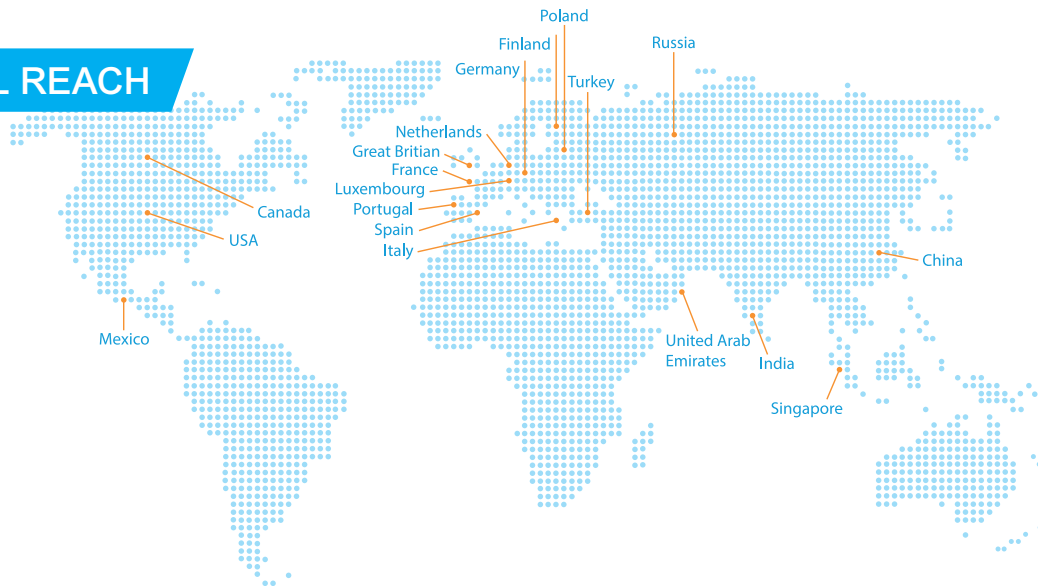 L REACH
Poland
Finland
Russia
Germany
Turkey
Netherlands
Great Britian
France
Luxembourg
Portugal
Spain
Italy
Canada
USA
China
Mexico
United Arab
Emirates
India
Singapore